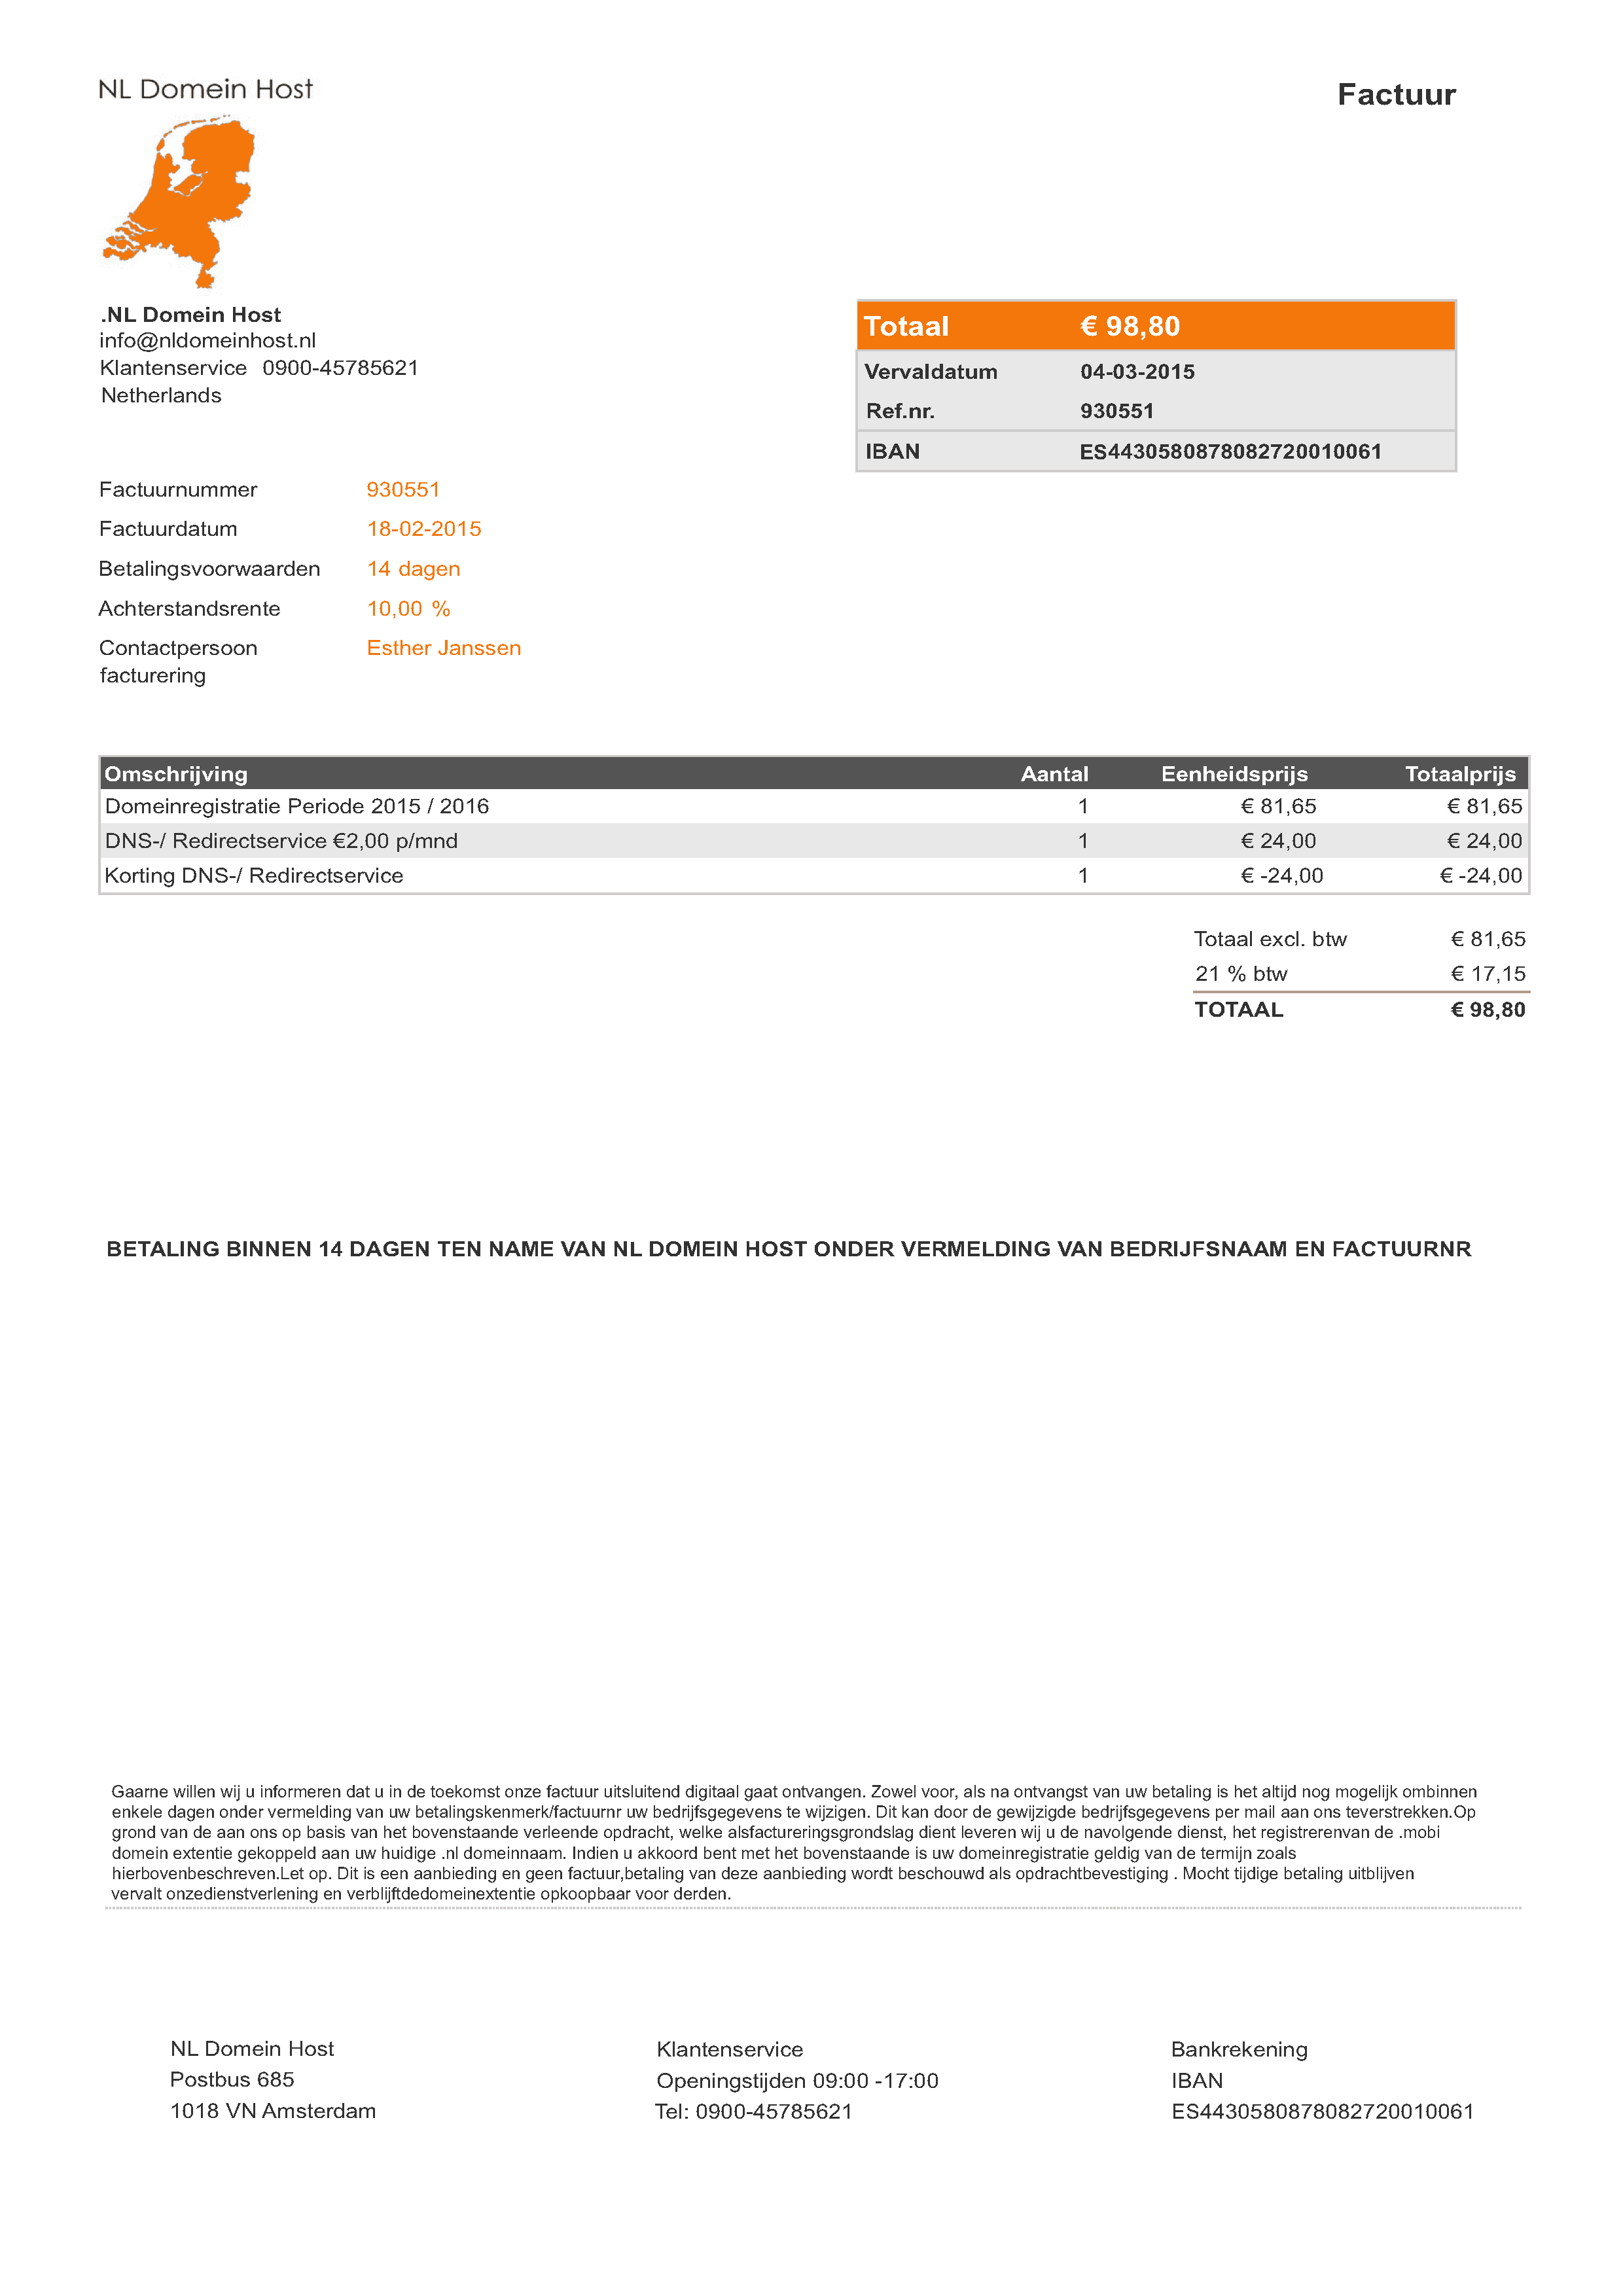 NL Domein Host
Factuur
.NL Domein Host
info@nldomeinhost.nl
Klantenservice 0900-45785621
Netherlands
Totaal € 98,80
Vervaldatum 04-03-2015
Ref.nr. 930551
IBAN ES4430580878082720010061
Factuurnummer 930551
Factuurdatum 18-02-2015
Betalingsvoorwaarden 14 dagen
Achterstandsrente 10,00 %
Contactpersoon Esther Janssen
facturering
Omschrijving Aantal Eenheidsprijs Totaalprijs
Domeinregistratie Periode 2015 / 2016 1 € 81,65 € 81,65
DNS-/ Redirectservice €2,00 p/mnd 1 € 24,00 € 24,00
Korting DNS-/ Redirectservice 1 € -24,00 € -24,00
Totaal excl. btw € 81,65
21 % btw € 17,15
TOTAAL € 98,80
BETALING BINNEN 14 DAGEN TEN NAME VAN NL DOMEIN HOST ONDER VERMELDING VAN BEDRIJFSNAAM EN FACTUURNR
Gaarne willen wij u informeren dat u in de toekomst onze factuur uitsluitend digitaal gaat ontvangen. Zowel voor, als na ontvangst van uw betaling is het altijd nog mogelijk ombinnen
enkele dagen onder vermelding van uw betalingskenmerk/factuurnr uw bedrijfsgegevens te wijzigen. Dit kan door de gewijzigde bedrijfsgegevens per mail aan ons teverstrekken.Op
grond van de aan ons op basis van het bovenstaande verleende opdracht, welke alsfactureringsgrondslag dient leveren wij u de navolgende dienst, het registrerenvan de .mobi
domein extentie gekoppeld aan uw huidige .nl domeinnaam. Indien u akkoord bent met het bovenstaande is uw domeinregistratie geldig van de termijn zoals
hierbovenbeschreven.Let op. Dit is een aanbieding en geen factuur,betaling van deze aanbieding wordt beschouwd als opdrachtbevestiging . Mocht tijdige betaling uitblijven
vervalt onzedienstverlening en verblijftdedomeinextentie opkoopbaar voor derden.
NL Domein Host Klantenservice Bankrekening
Postbus 685 Openingstijden 09:00 -17:00 IBAN
1018 VN Amsterdam Tel: 0900-45785621 ES4430580878082720010061